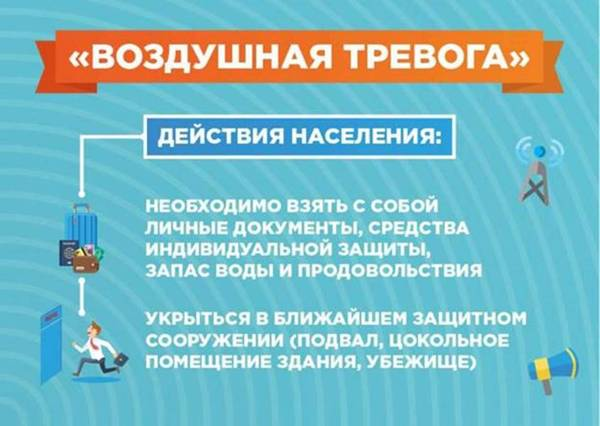 «ВОЗДУШНАЯ ТРЕВОГА»
ДЕЙСТВИЯ НАСЕЛЕНИЯ:
НЕОБХОДИМО ВЗЯТЬ С СОБОЙ
ЛИЧНЫЕ ДОКУМЕНТЫ, СРЕДСТВА
ИНДИВИДУАЛЬНОЙ ЗАЩИТЫ,
ЗАПАС ВОДЫ И ПРОДОВОЛЬСТВИЯ
УКРЫТЬСЯ В БЛИЖАЙШЕМ ЗАЩИТНОМ
СООРУЖЕНИИ (ПОДВАЛ, ЦОКОЛЬНОЕ
ПОМЕЩЕНИЕ ЗДАНИЯ, УБЕЖИЩЕ)